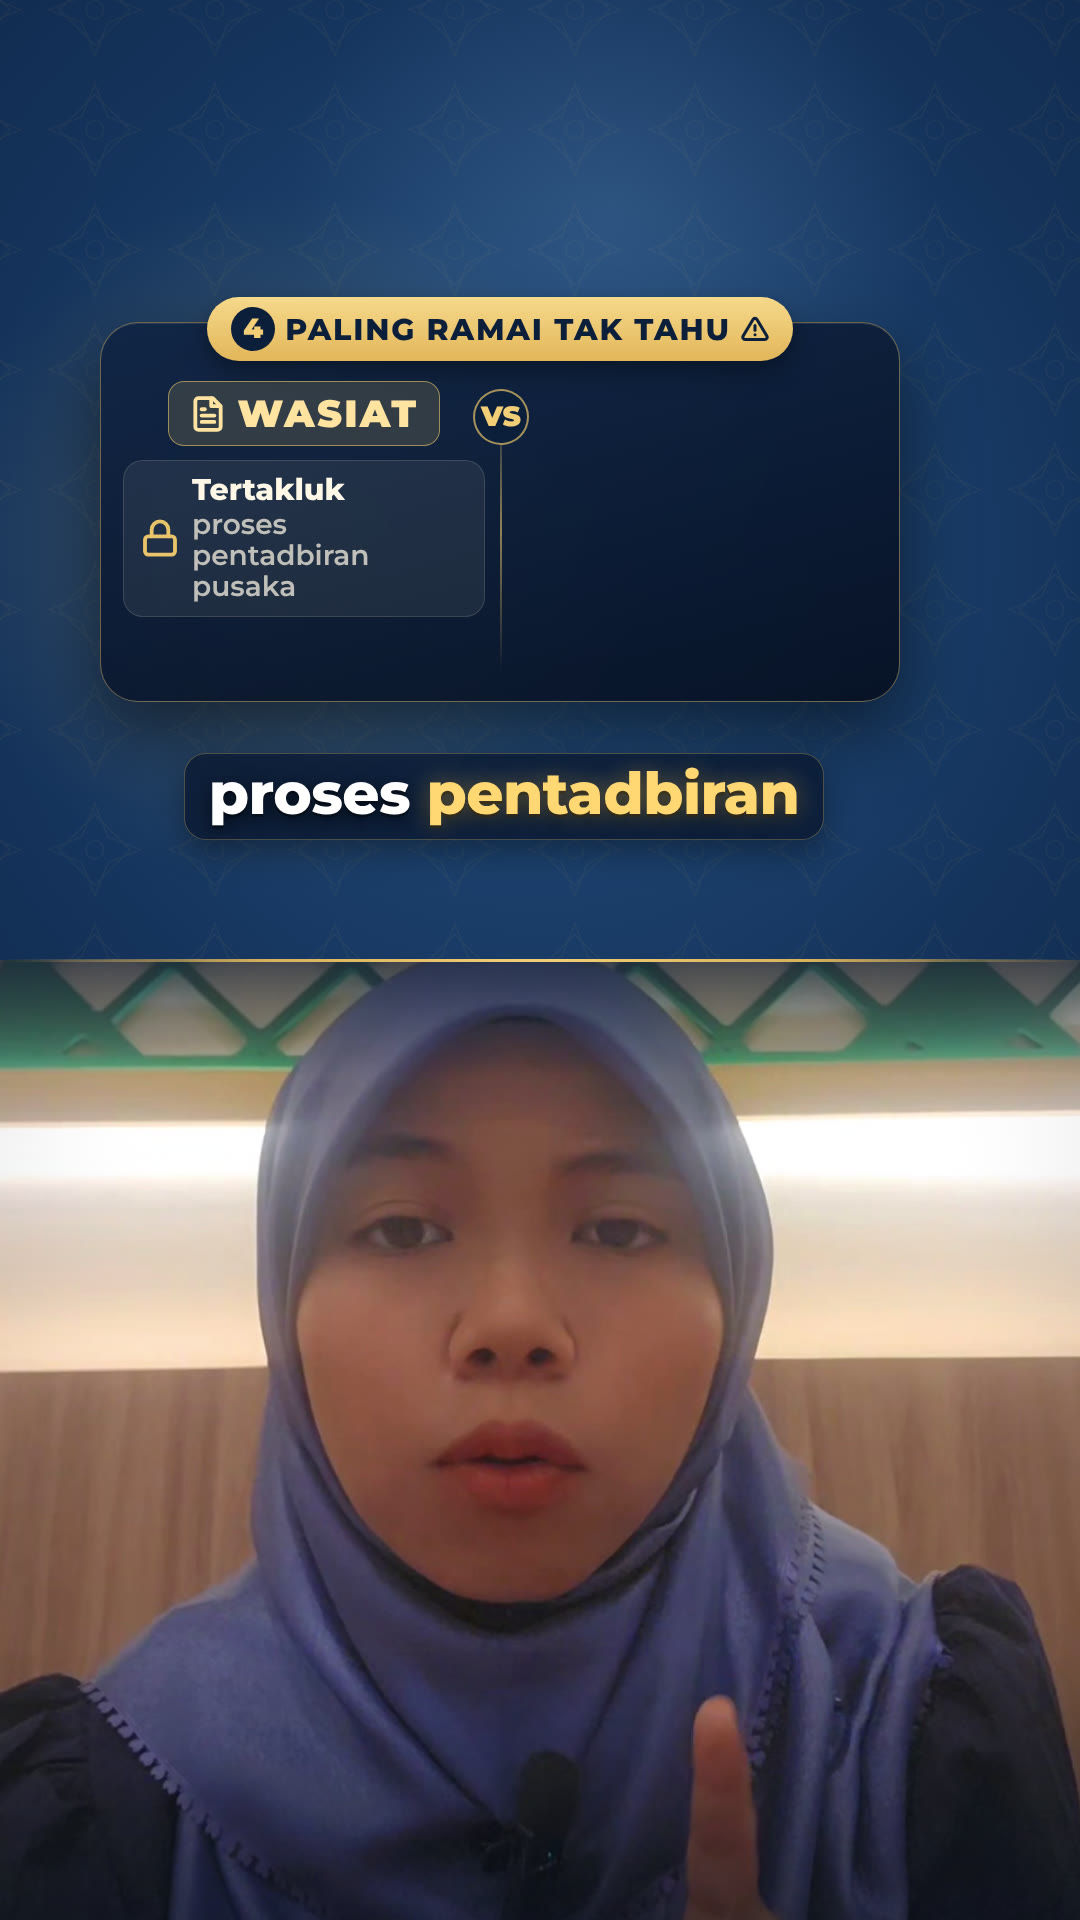 4 PALING RAMAI TAK TAHU
WASIAT
VS
Tertakluk
proses
pentadbiran
pusaka
proses pentadbiran